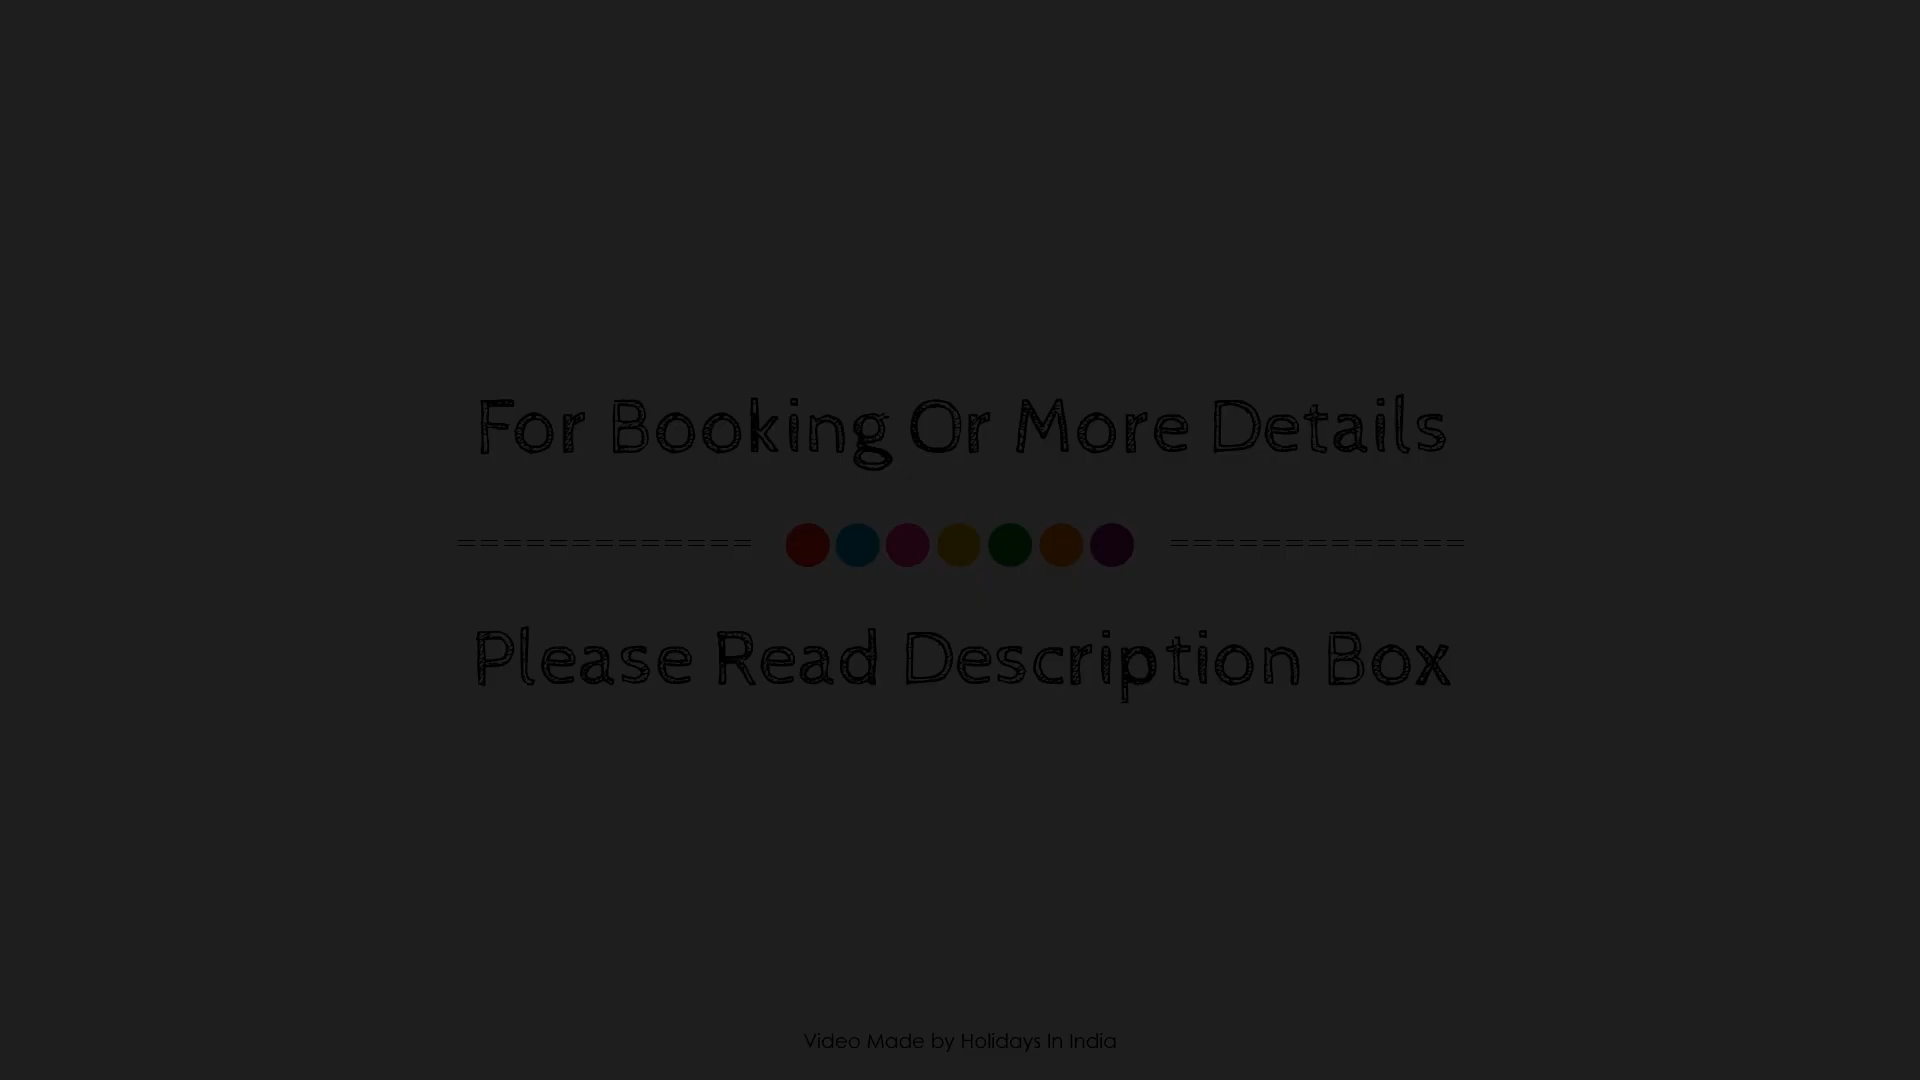 For Booking Or More Details
============= =============
Please Read Description Box
Video Made by Holidays In India